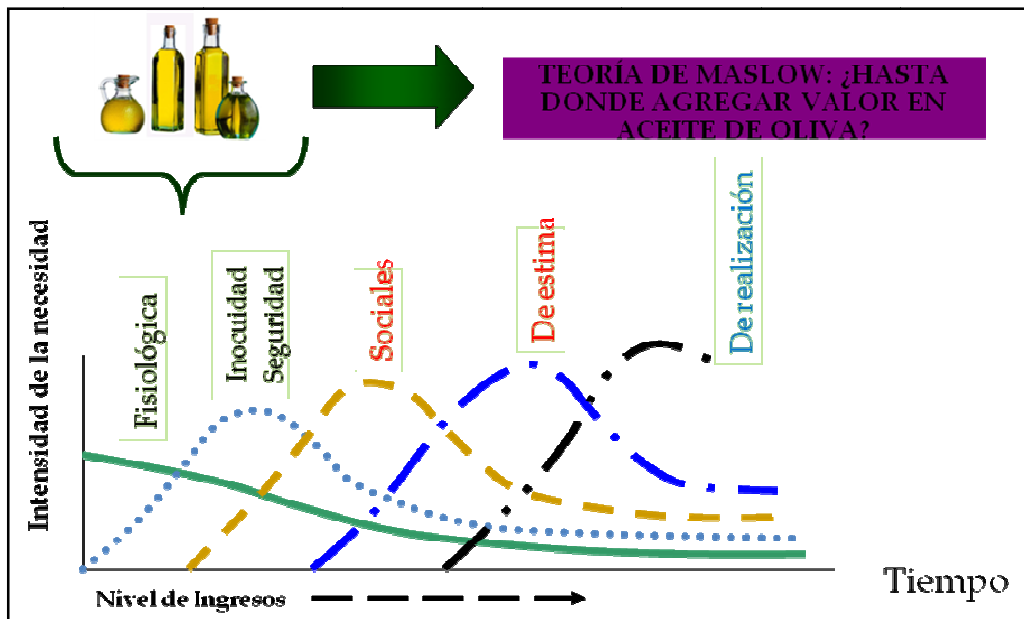 TEORÍA DE MASLOW: ¿HASTA
DONDE AGREGAR VALOR EN
ACEITE DE OLIVA?
Intensidad de la necesidad
Fisiológica
Inocuidad
Seguridad
Sociales
De estima
De realización
Tiempo
Nivel de Ingresos